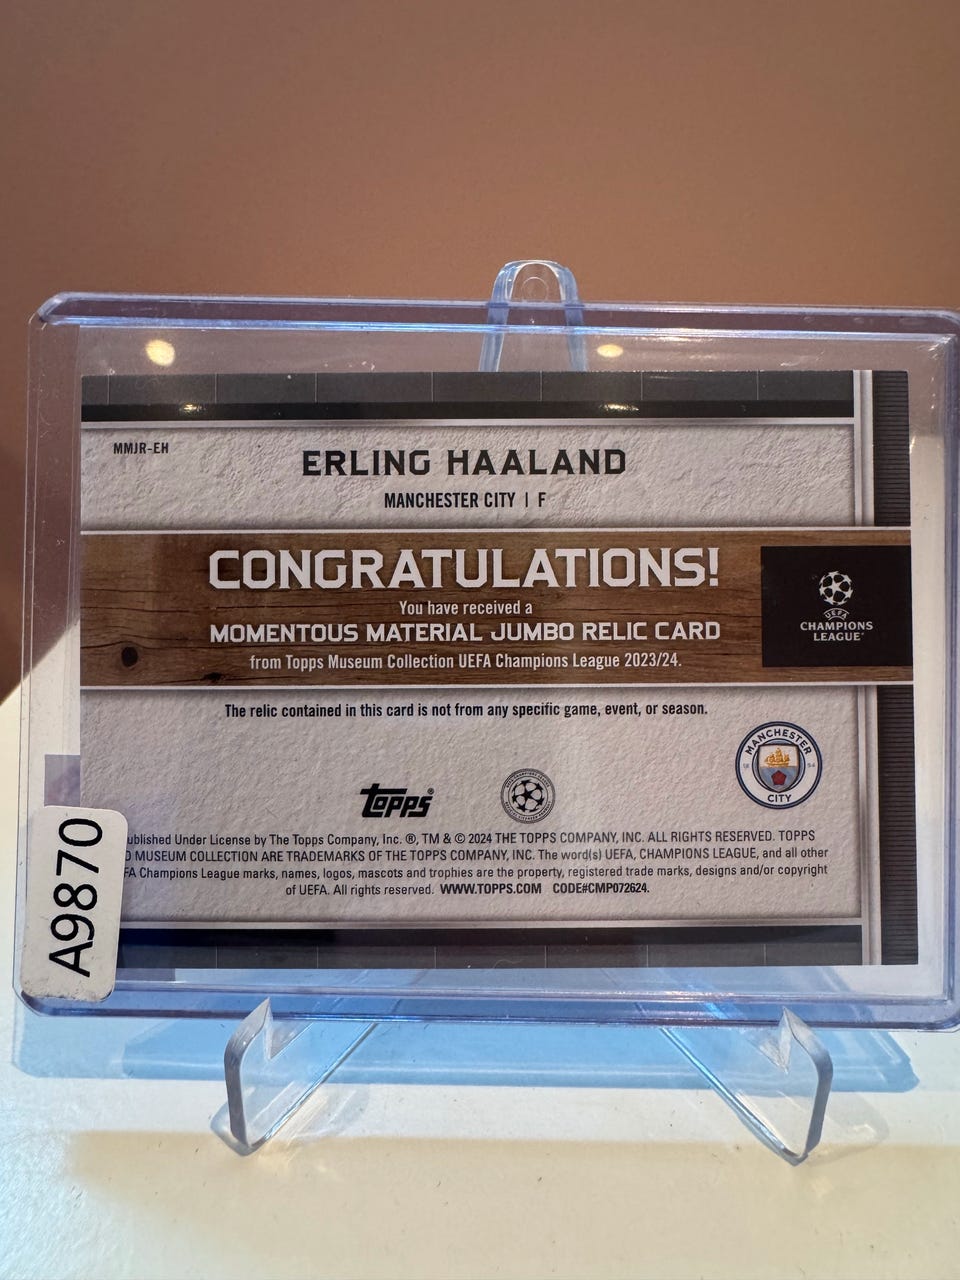 MMJR-EH
ERLING HAALAND
MANCHESTER CITY | F
CONGRATULATIONS!
You have received a
MOMENTOUS MATERIAL JUMBO RELIC CARD
from Topps Museum Collection UEFA Champions League 2023/24.
UEFA
CHAMPIONS
LEAGUE
The relic contained in this card is not from any specific game, event, or season.
MANCHESTER
18 94
CITY
topps®
ublished Under License by The Topps Company, Inc. ®, TM & © 2024 THE TOPPS COMPANY, INC. ALL RIGHTS RESERVED. TOPPS
D MUSEUM COLLECTION ARE TRADEMARKS OF THE TOPPS COMPANY, INC. The word(s) UEFA, CHAMPIONS LEAGUE, and all other
FA Champions League marks, names, logos, mascots and trophies are the property, registered trade marks, designs and/or copyright
of UEFA. All rights reserved. WWW.TOPPS.COM CODE#CMP072624.
A9870